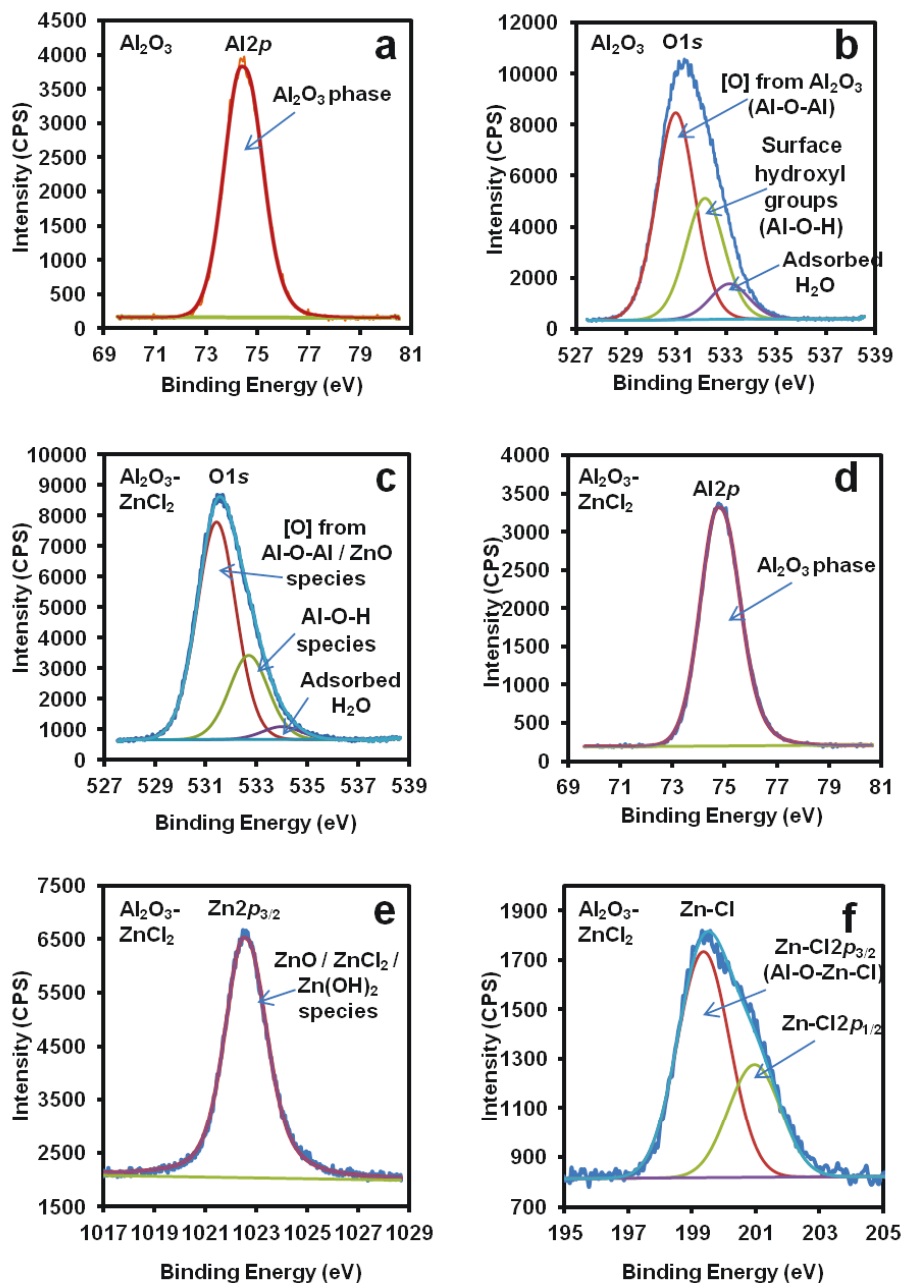 a
Al₂O₃
Al2p
Al₂O₃ phase
Intensity (CPS)
4500
4000
3500
3000
2500
2000
1500
1000
500
0
69 71 73 75 77 79 81
Binding Energy (eV)
b
Al₂O₃
O1s
[O] from Al₂O₃
(Al-O-Al)
Surface
hydroxyl
groups
(Al-O-H)
Adsorbed
H₂O
Intensity (CPS)
12000
10000
8000
6000
4000
2000
0
527 529 531 533 535 537 539
Binding Energy (eV)
c
Al₂O₃-
ZnCl₂
O1s
[O] from
Al-O-Al / ZnO
species
Al-O-H
species
Adsorbed
H₂O
Intensity (CPS)
10000
9000
8000
7000
6000
5000
4000
3000
2000
1000
0
527 529 531 533 535 537 539
Binding Energy (eV)
d
Al₂O₃-
ZnCl₂
Al2p
Al₂O₃ phase
Intensity (CPS)
4000
3500
3000
2500
2000
1500
1000
500
0
69 71 73 75 77 79 81
Binding Energy (eV)
e
Al₂O₃-
ZnCl₂
Zn2p₃/₂
ZnO / ZnCl₂ /
Zn(OH)₂
species
Intensity (CPS)
7500
6500
5500
4500
3500
2500
1500
1017 1019 1021 1023 1025 1027 1029
Binding Energy (eV)
f
Al₂O₃-
ZnCl₂
Zn-Cl
Zn-Cl2p₃/₂
(Al-O-Zn-Cl)
Zn-Cl2p₁/₂
Intensity (CPS)
1900
1700
1500
1300
1100
900
700
195 197 199 201 203 205
Binding Energy (eV)